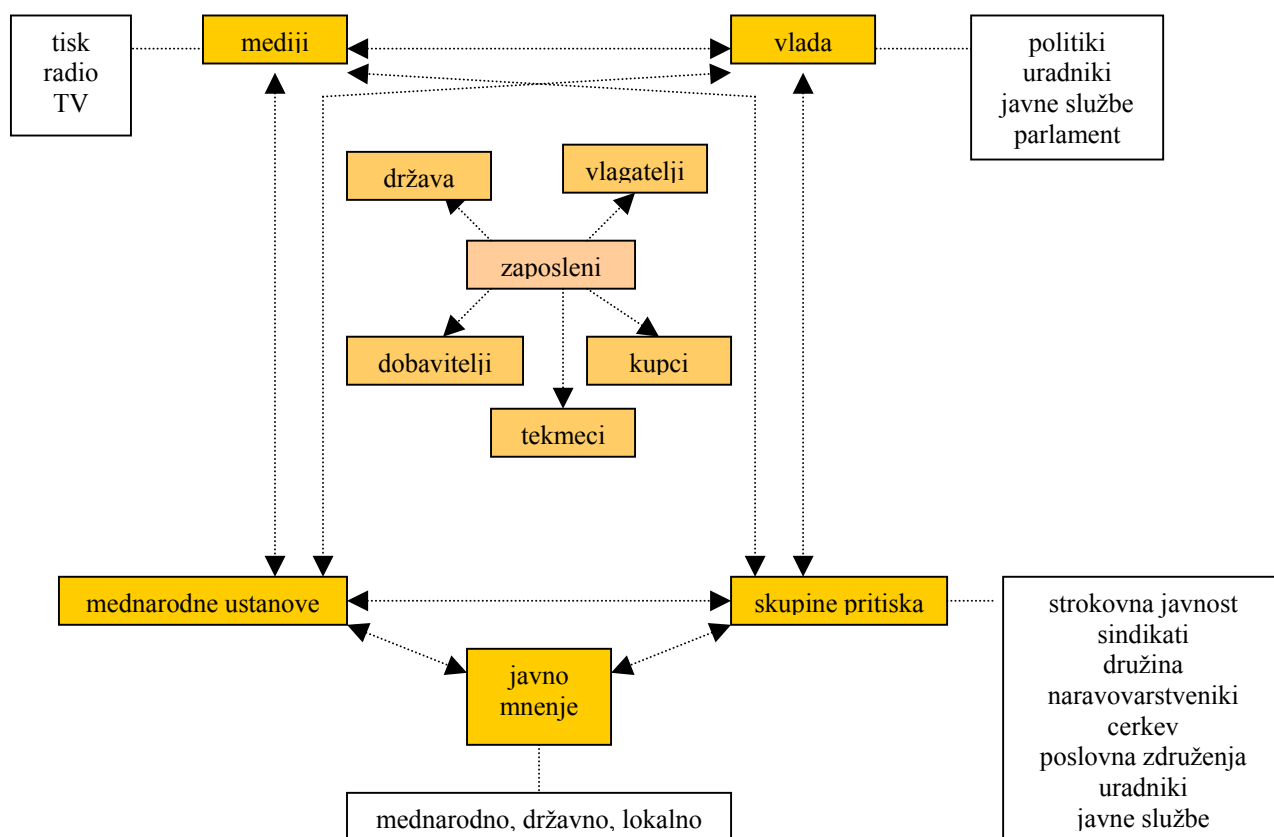 tisk
radio
TV
mediji
vlada
politiki
uradniki
javne službe
parlament
država
vlagatelji
zaposleni
dobavitelji
kupci
tekmeci
mednarodne ustanove
skupine pritiska
strokovna javnost
sindikati
družina
naravovarstveniki
cerkev
poslovna združenja
uradniki
javne službe
javno
mnenje
mednarodno, državno, lokalno